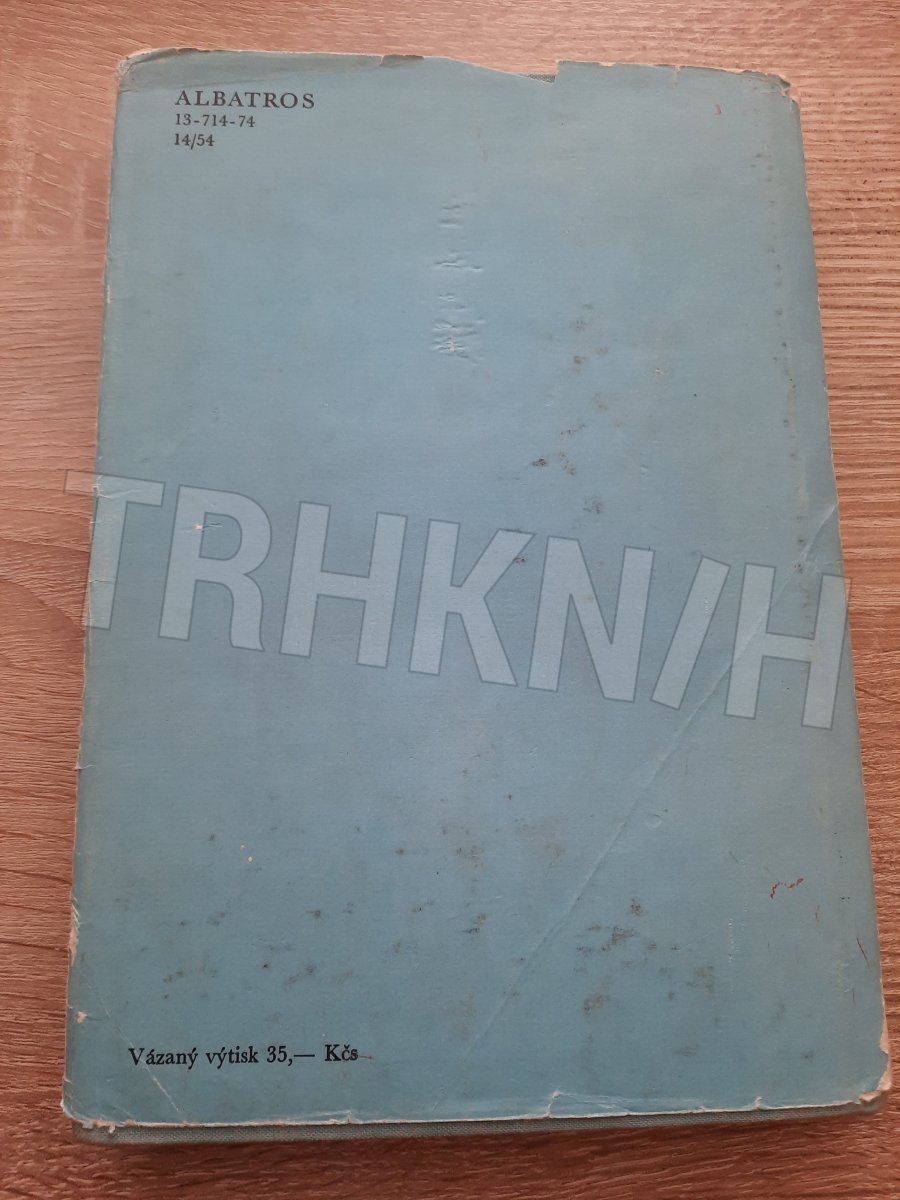 ALBATROS
13-714-74
14/54
TRHKNIH
Vázaný výtisk 35,— Kčs